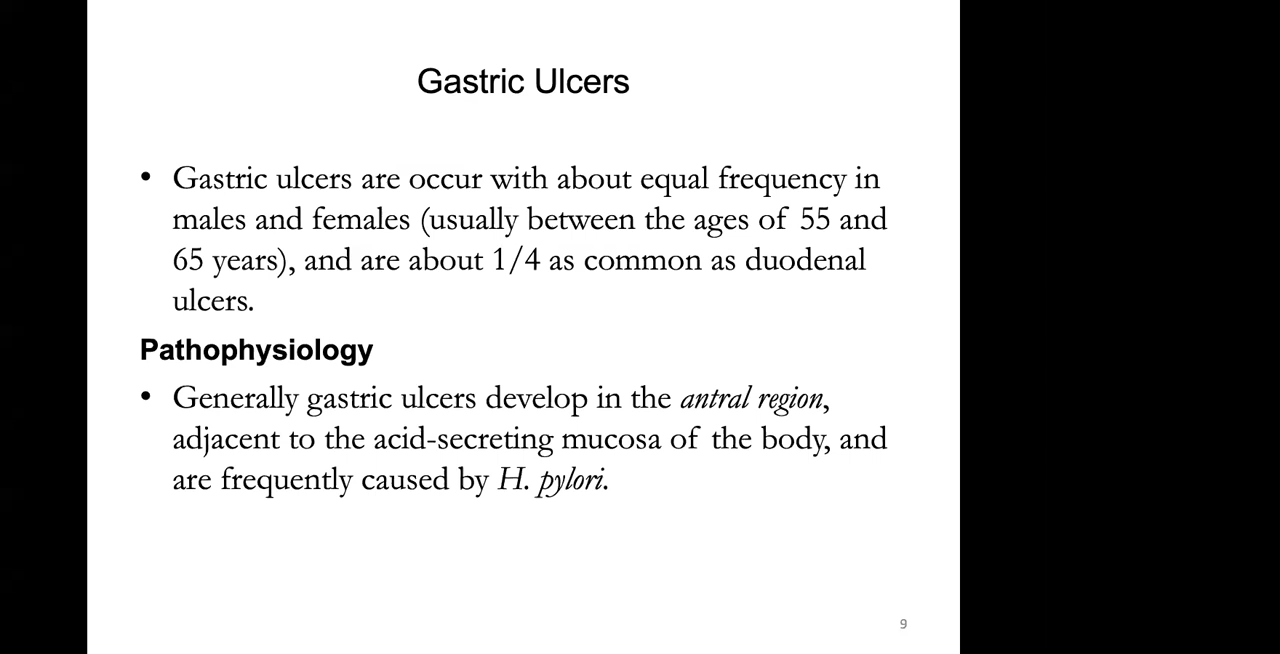 Gastric Ulcers
• Gastric ulcers are occur with about equal frequency in
males and females (usually between the ages of 55 and
65 years), and are about 1/4 as common as duodenal
ulcers.
Pathophysiology
• Generally gastric ulcers develop in the antral region,
adjacent to the acid-secreting mucosa of the body, and
are frequently caused by H. pylori.
9